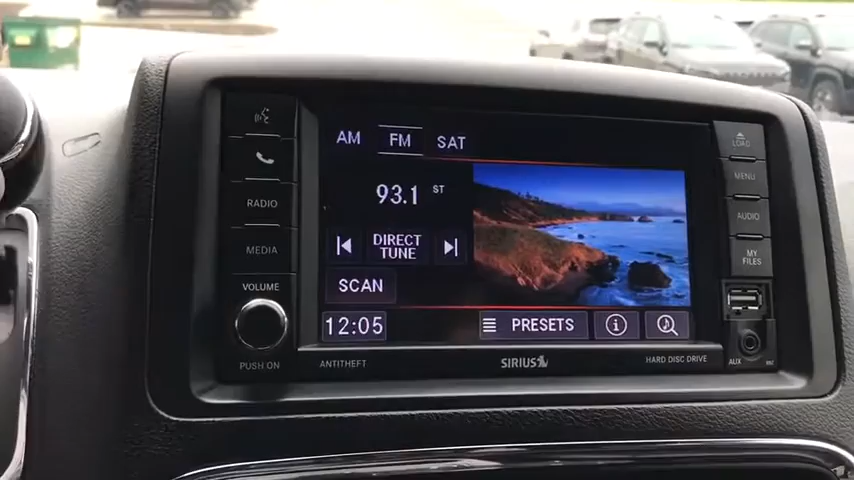 AM FM SAT
LOAD
MENU
RADIO
93.1 ST
AUDIO
DIRECT
TUNE
MEDIA
MY
FILES
SCAN
VOLUME
12:05
PRESETS
PUSH ON
ANTITHEFT
SIRIUS
HARD DISC DRIVE
AUX